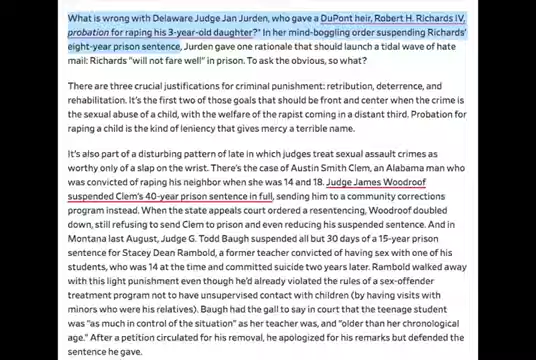 What is wrong with Delaware Judge Jan Jurden, who gave a DuPont heir, Robert H. Richards IV,
probation for raping his 3-year-old daughter?" In her mind-boggling order suspending Richards'
eight-year prison sentence, Jurden gave one rationale that should launch a tidal wave of hate
mail: Richards "will not fare well" in prison. To ask the obvious, so what?
There are three crucial justifications for criminal punishment: retribution, deterrence, and
rehabilitation. It's the first two of those goals that should be front and center when the crime is
the sexual abuse of a child, with the welfare of the rapist coming in a distant third. Probation for
raping a child is the kind of leniency that gives mercy a terrible name.
It's also part of a disturbing pattern of late in which judges treat sexual assault crimes as
worthy only of a slap on the wrist. There's the case of Austin Smith Clem, an Alabama man who
was convicted of raping his neighbor when she was 14 and 18. Judge James Woodroof
suspended Clem's 40-year prison sentence in full, sending him to a community corrections
program instead. When the state appeals court ordered a resentencing, Woodroof doubled
down, still refusing to send Clem to prison and even reducing his suspended sentence. And in
Montana last August, Judge G. Todd Baugh suspended all but 30 days of a 15-year prison
sentence for Stacey Dean Rambold, a former teacher convicted of having sex with one of his
students, who was 14 at the time and committed suicide two years later. Rambold walked away
with this light punishment even though he'd already violated the rules of a sex-offender
treatment program not to have unsupervised contact with children (by having visits with
minors who were his relatives). Baugh had the gall to say in court that the teenage student
was "as much in control of the situation" as her teacher was, and "older than her chronological
age." After a petition circulated for his removal, he apologized for his remarks but defended the
sentence he gave.